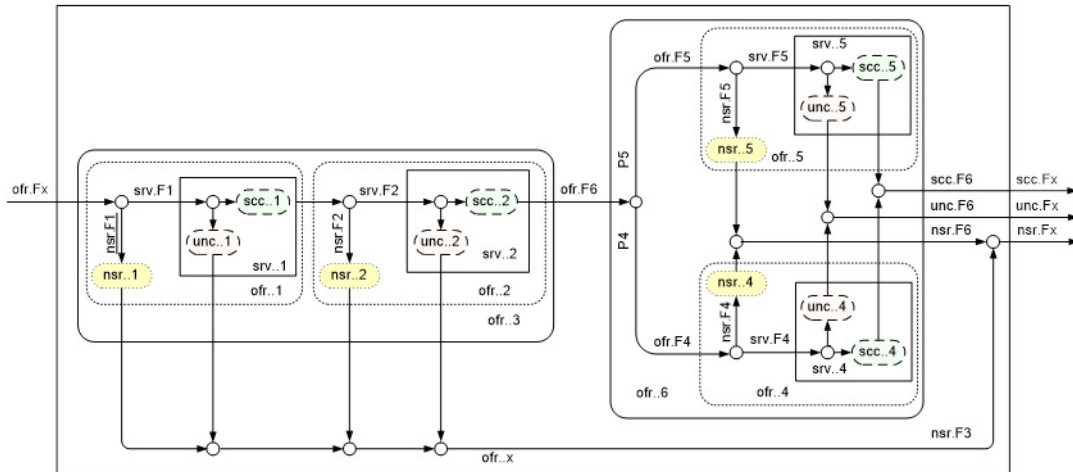 ofr.Fx
srv.F1
scc..1
nsr.F1
unc..1
nsr..1
srv..1
ofr..1
srv.F2
scc..2
nsr.F2
unc..2
nsr..2
srv..2
ofr..2
ofr..3
ofr.F6
P5
P4
ofr.F5
srv.F5
srv..5
scc..5
nsr.F5
unc..5
nsr..5
ofr..5
scc.F6
scc.Fx
unc.F6
unc.Fx
nsr.F6
nsr.Fx
nsr..4
unc..4
nsr.F4
ofr.F4
srv.F4
scc..4
srv..4
ofr..6
ofr..4
nsr.F3
ofr..x